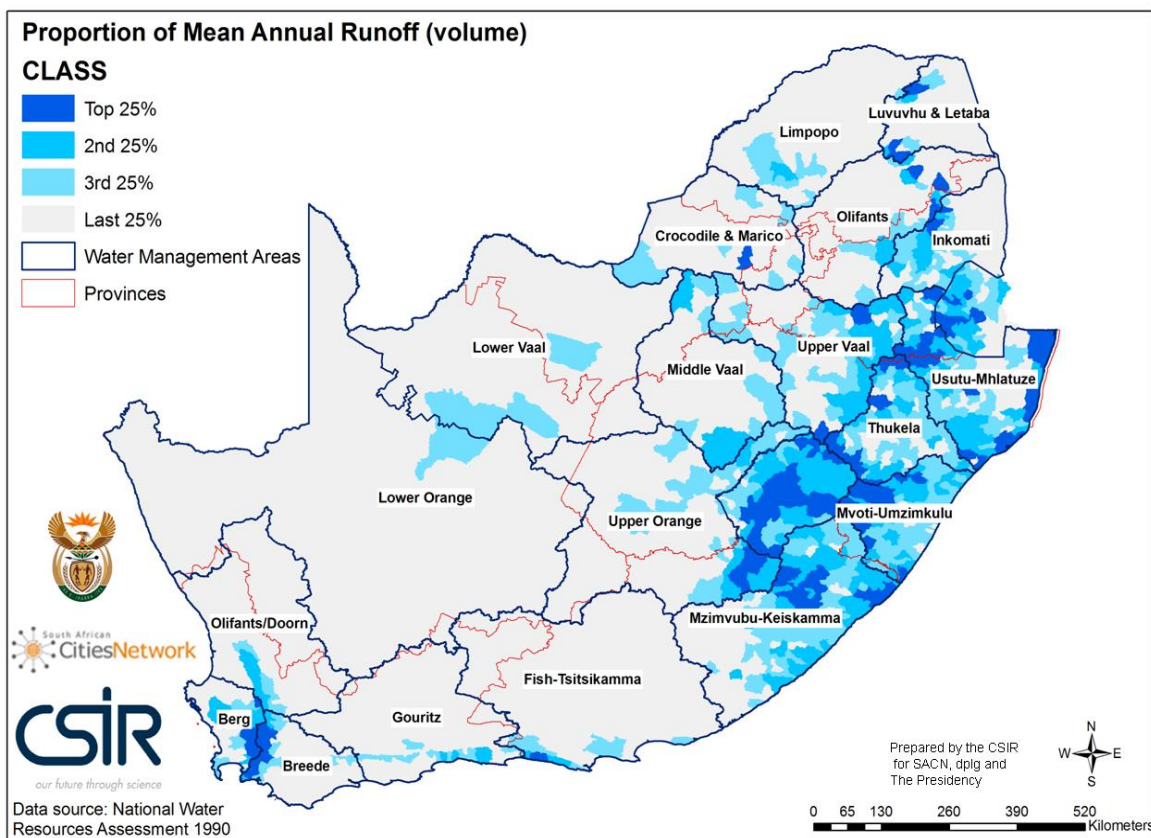 Proportion of Mean Annual Runoff (volume)
CLASS
Top 25%
2nd 25%
3rd 25%
Last 25%
Water Management Areas
Provinces
Luvuvhu & Letaba
Limpopo
Olifants
Crocodile & Marico
Inkomati
Lower Vaal
Middle Vaal
Upper Vaal
Usutu-Mhlatuze
Thukela
Lower Orange
Upper Orange
Mvoti-Umzimkulu
Olifants/Doorn
Mzimvubu-Keiskamma
Fish-Tsitsikamma
Berg
Gouritz
Breede
South African
CitiesNetwork
CSIR
our future through science
Data source: National Water
Resources Assessment 1990
Prepared by the CSIR
for SACN, dplg and
The Presidency
N
W E
S
0 65 130 260 390 520
Kilometers